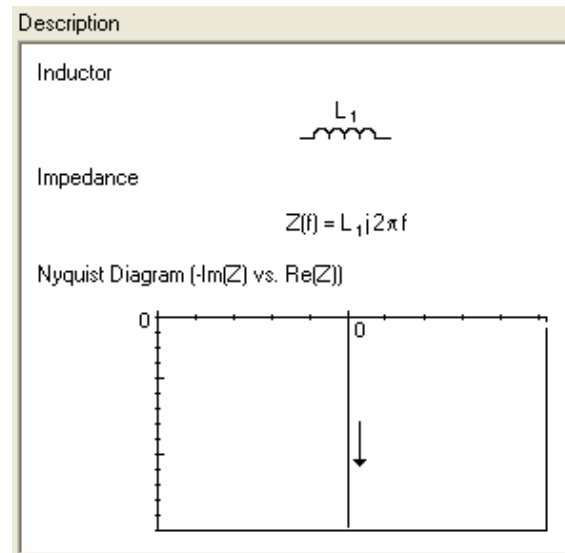 Description
Inductor
L₁
Impedance
Z(f) = L₁j2πf
Nyquist Diagram (-Im(Z) vs. Re(Z))
0
0